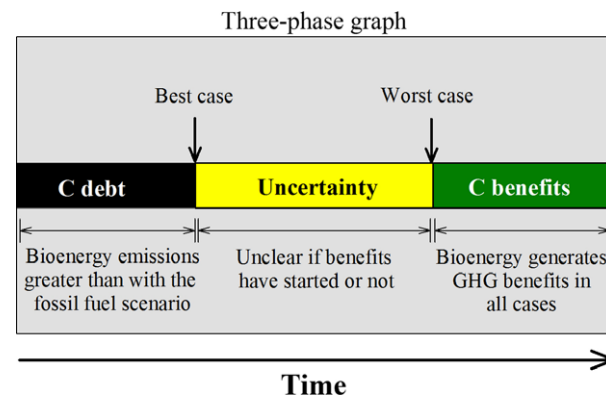 Three-phase graph
Best case
Worst case
C debt
Uncertainty
C benefits
Bioenergy emissions
greater than with the
fossil fuel scenario
Unclear if benefits
have started or not
Bioenergy generates
GHG benefits in
all cases
Time